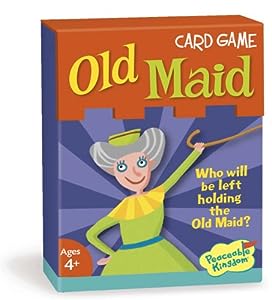 CARD GAME
Old Maid
Who will
be left
holding
the
Old Maid?
Ages
4+
Peaceable
Kingdom